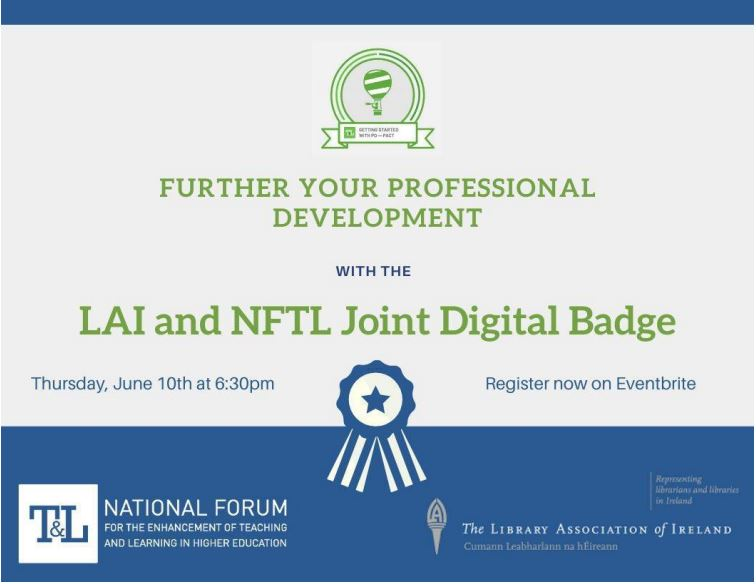 T&L GETTING STARTED
WITH PD — PACT
FURTHER YOUR PROFESSIONAL
DEVELOPMENT
WITH THE
LAI and NFTL Joint Digital Badge
Thursday, June 10th at 6:30pm
Register now on Eventbrite
T&L
NATIONAL FORUM
FOR THE ENHANCEMENT OF TEACHING
AND LEARNING IN HIGHER EDUCATION
Representing
librarians and libraries
in Ireland
The LIBRARY ASSOCIATION of IRELAND
Cumann Leabharlann na hÉireann